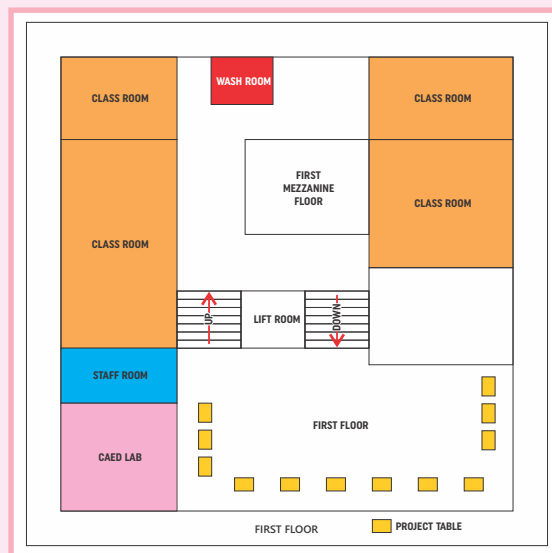 WASH ROOM
CLASS ROOM
CLASS ROOM
FIRST
MEZZANINE
FLOOR
CLASS ROOM
CLASS ROOM
UP
LIFT ROOM
DOWN
STAFF ROOM
FIRST FLOOR
CAED LAB
FIRST FLOOR
PROJECT TABLE